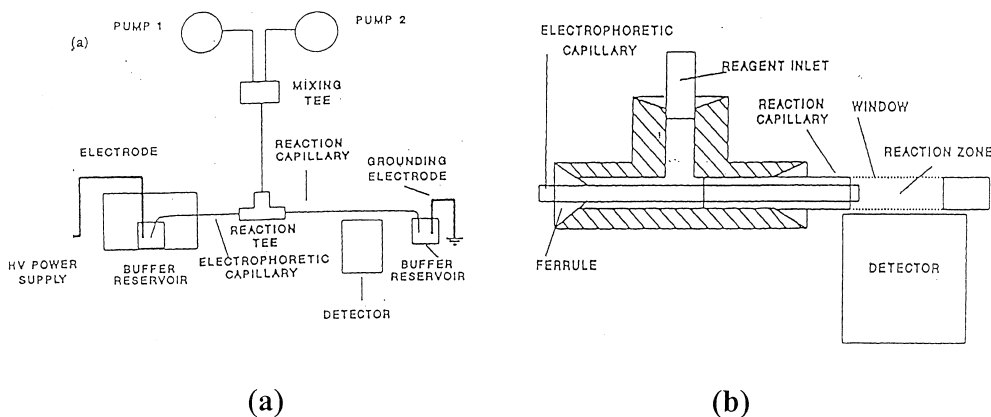 PUMP 1
PUMP 2
(a)
MIXING
TEE
REACTION
CAPILLARY
ELECTRODE
GROUNDING
ELECTRODE
REACTION
TEE
HV POWER
SUPPLY
BUFFER
RESERVOIR
ELECTROPHORETIC
CAPILLARY
BUFFER
RESERVOIR
DETECTOR
(a)
ELECTROPHORETIC
CAPILLARY
REAGENT INLET
REACTION
CAPILLARY
WINDOW
REACTION ZONE
FERRULE
DETECTOR
(b)